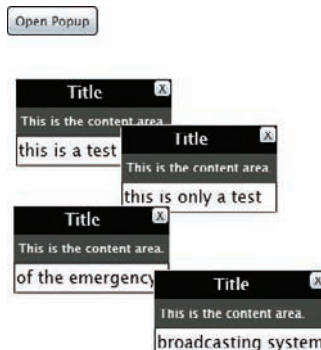 Open Popup
Title X
This is the content area.
this is a test
Title X
This is the content area.
this is only a test
Title X
This is the content area.
of the emergency
Title X
This is the content area.
broadcasting system